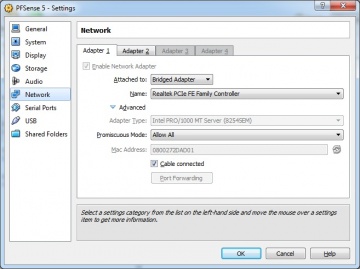 PFSense 5 - Settings
General
System
Display
Storage
Audio
Network
Serial Ports
USB
Shared Folders
Network
Adapter 1 Adapter 2 Adapter 3 Adapter 4
Enable Network Adapter
Attached to: Bridged Adapter
Name: Realtek PCIe FE Family Controller
Advanced
Adapter Type: Intel PRO/1000 MT Server (82545EM)
Promiscuous Mode: Allow All
Mac Address: 0800272DAD01
Cable connected
Port Forwarding
Select a settings category from the list on the left-hand side and move the mouse over a settings
item to get more information.
OK Cancel Help